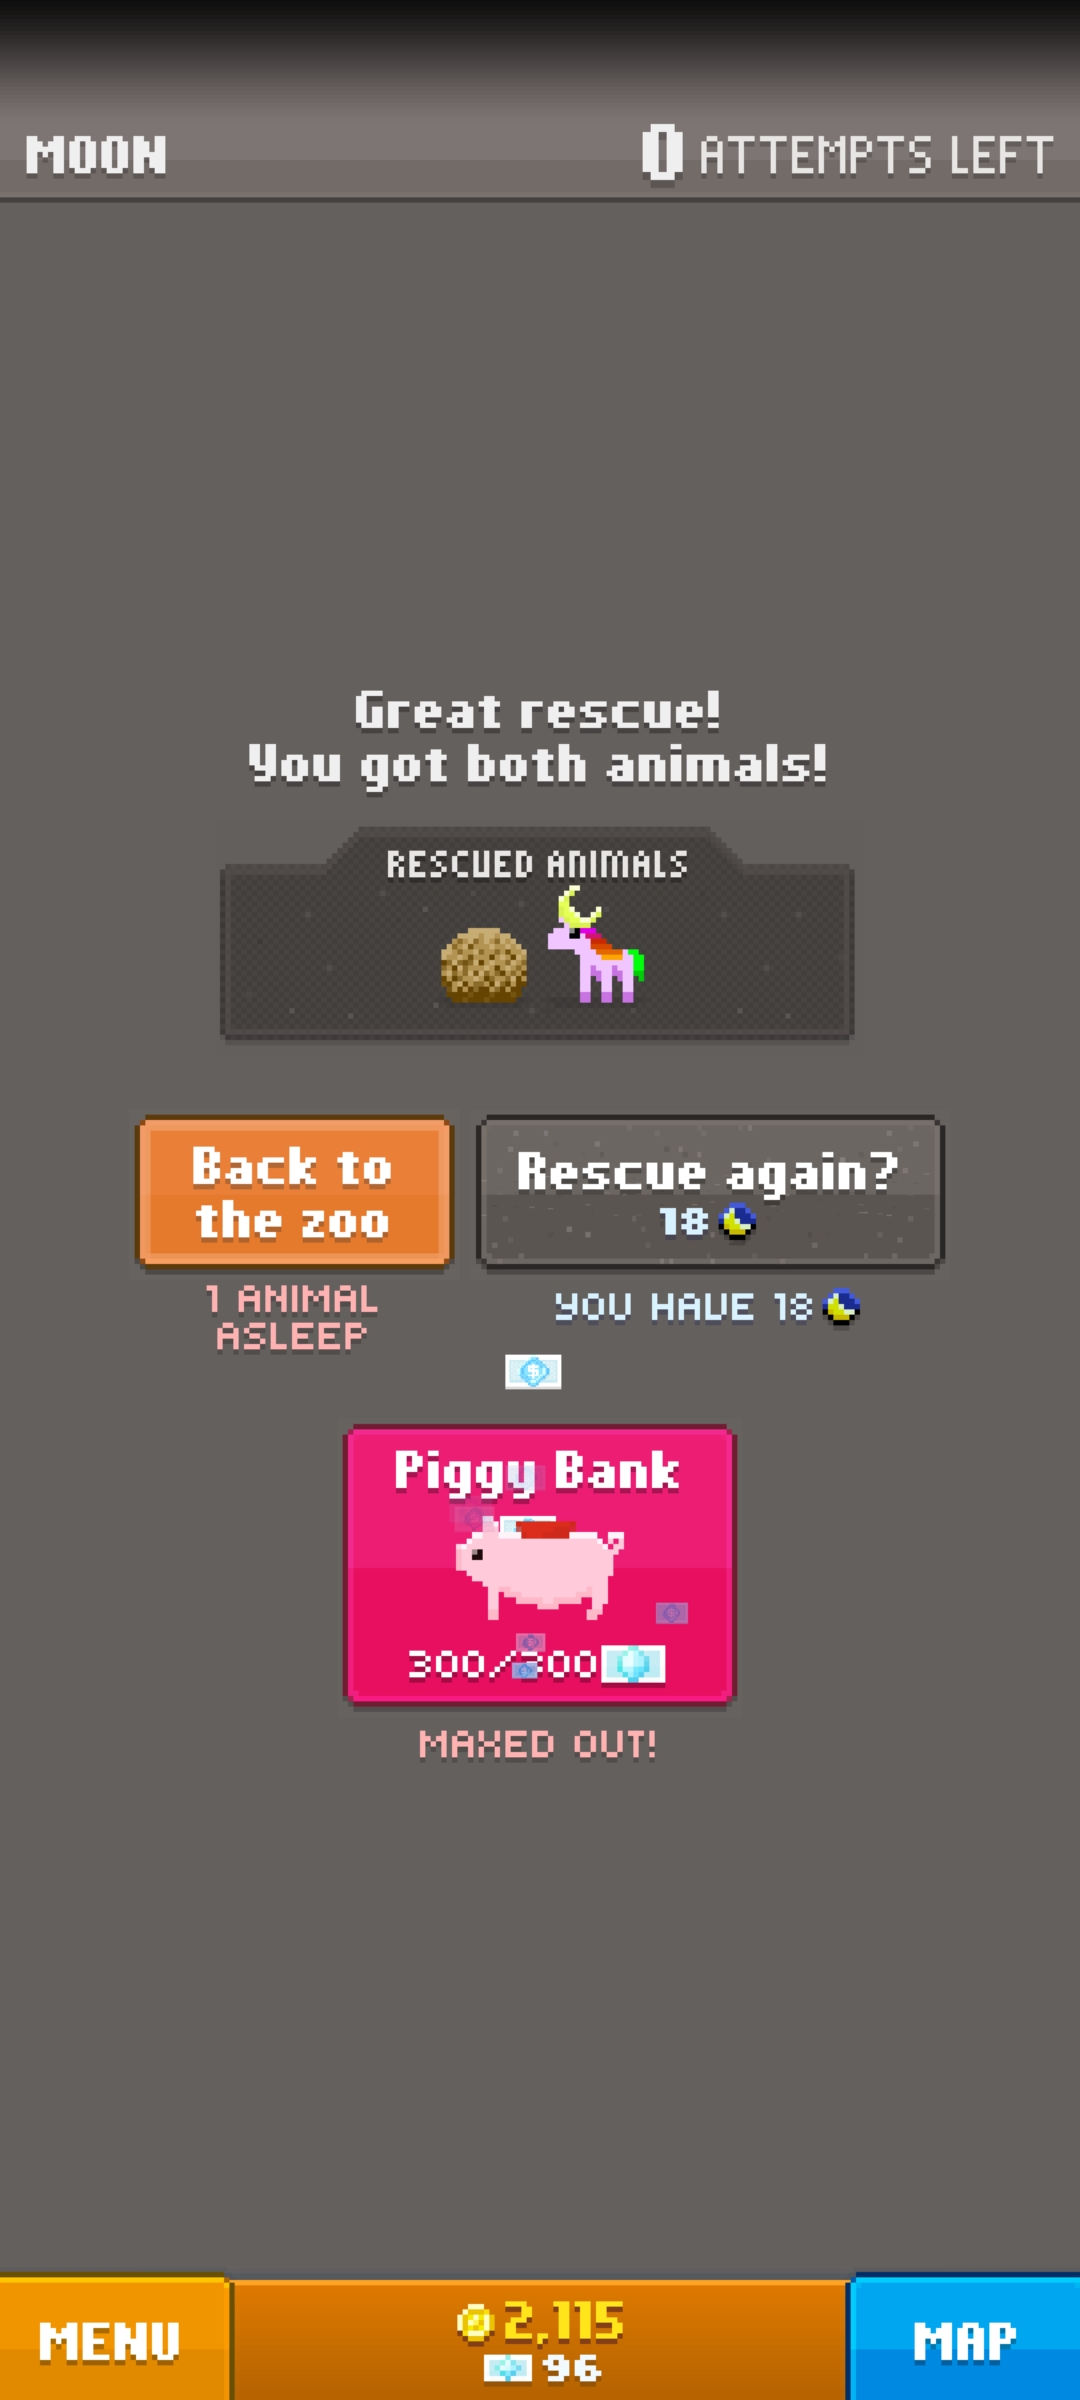 MOON
0 ATTEMPTS LEFT
Great rescue!
You got both animals!
RESCUED ANIMALS
Back to
the zoo
Rescue again?
18
1 ANIMAL
ASLEEP
YOU HAVE 18
Piggy Bank
300/300
MAXED OUT!
MENU
2,115
96
MAP